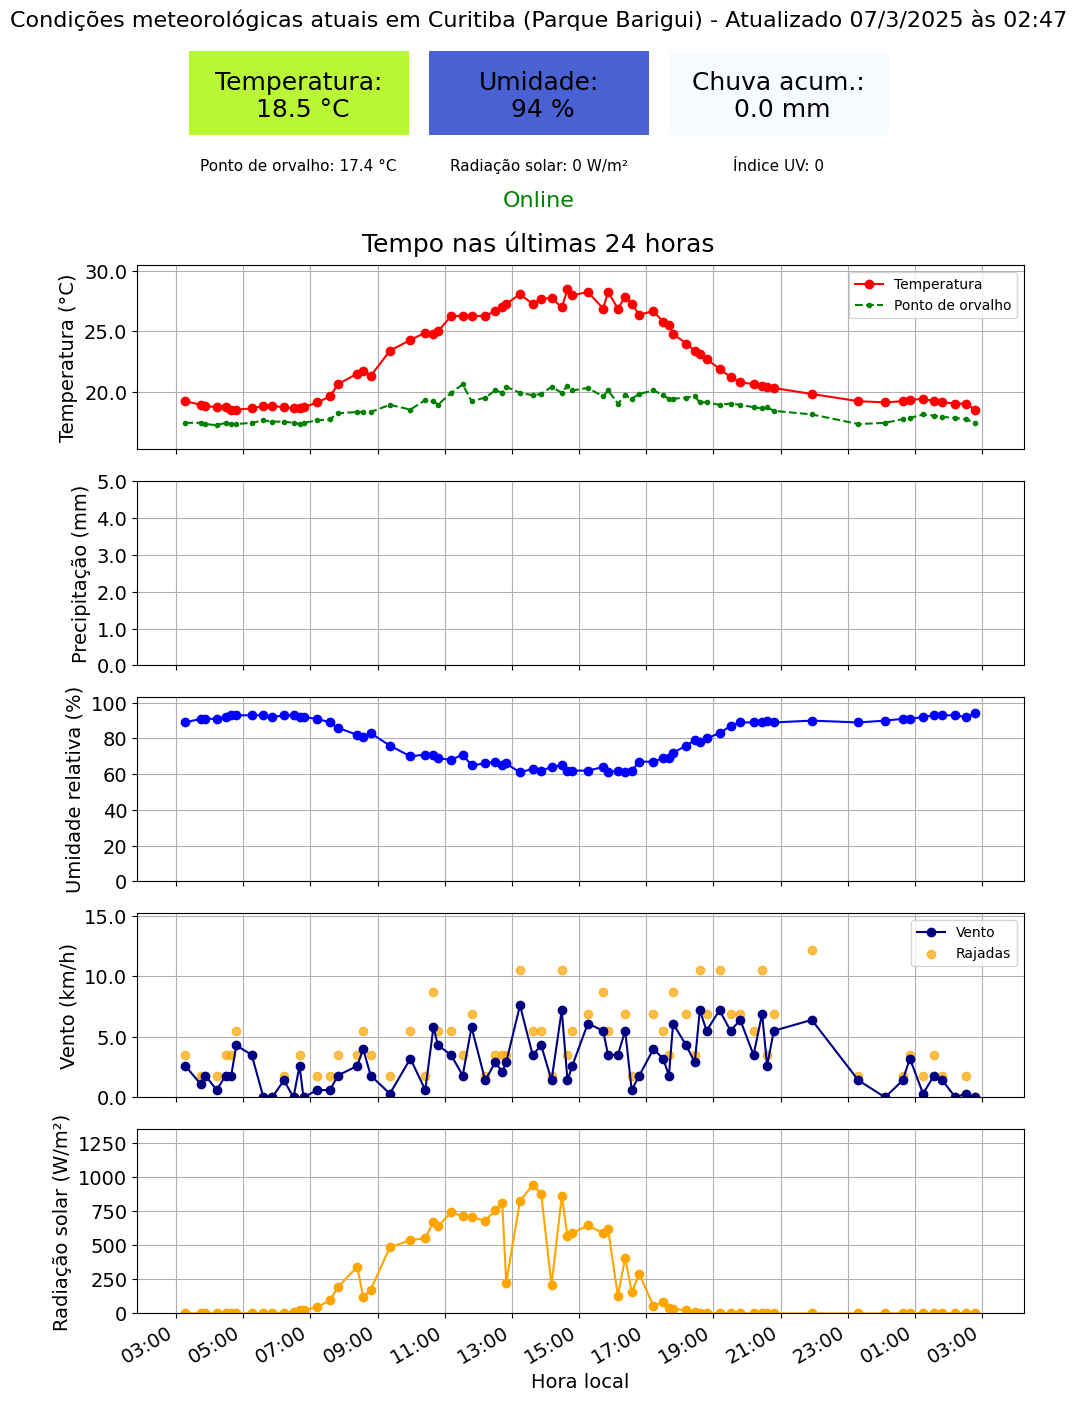 Condições meteorológicas atuais em Curitiba (Parque Barigui) - Atualizado 07/3/2025 às 02:47
Temperatura:
18.5 °C
Umidade:
94 %
Chuva acum.:
0.0 mm
Ponto de orvalho: 17.4 °C
Radiação solar: 0 W/m²
Índice UV: 0
Online
Tempo nas últimas 24 horas
Temperatura (°C)
30.0
25.0
20.0
Temperatura
Ponto de orvalho
Precipitação (mm)
5.0
4.0
3.0
2.0
1.0
0.0
Umidade relativa (%)
100
80
60
40
20
0
Vento (km/h)
15.0
10.0
5.0
0.0
Vento
Rajadas
Radiação solar (W/m²)
1250
1000
750
500
250
0
03:00
05:00
07:00
09:00
11:00
13:00
15:00
17:00
19:00
21:00
23:00
01:00
03:00
Hora local